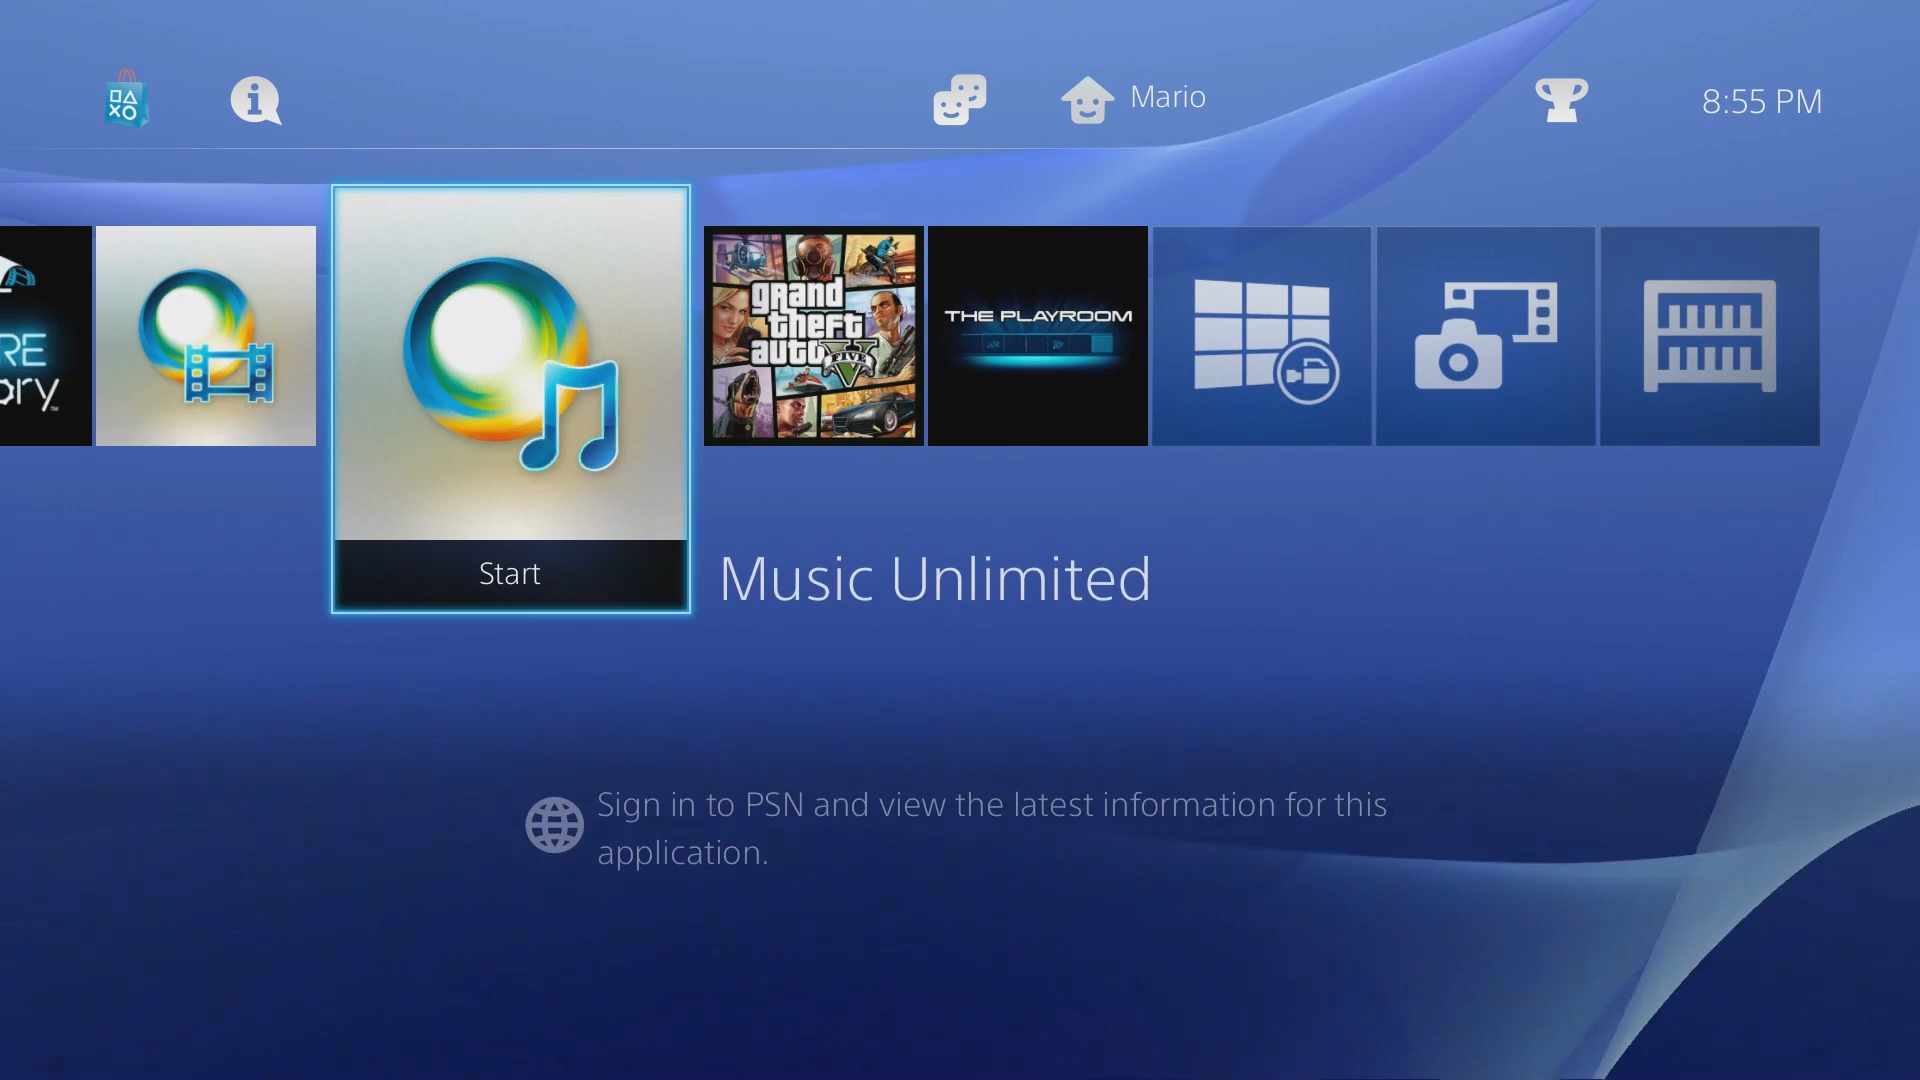 Mario
8:55 PM
RE
ory
grand
theft
auto
FIVE
THE PLAYROOM
Start
Music Unlimited
Sign in to PSN and view the latest information for this
application.